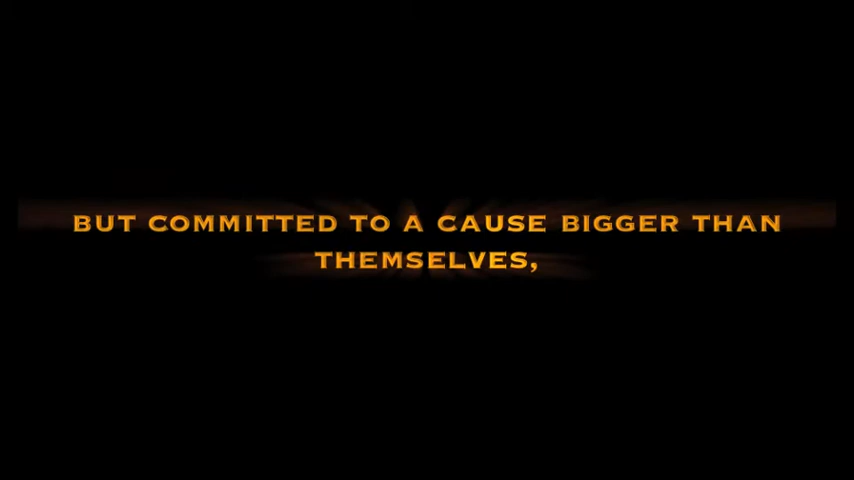 BUT COMMITTED TO A CAUSE BIGGER THAN
THEMSELVES,